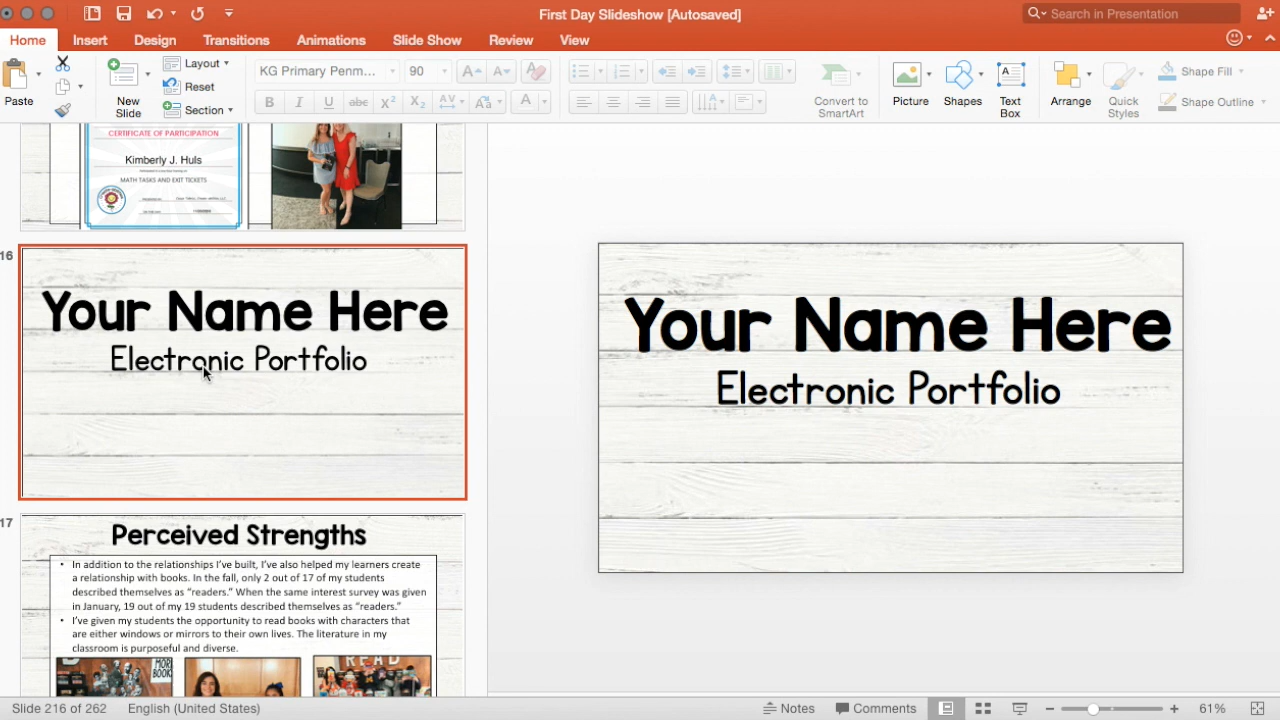 First Day Slideshow [Autosaved]
Search in Presentation
Home Insert Design Transitions Animations Slide Show Review View
Paste
New Slide
Layout
Reset
Section
KG Primary Penm... 90
B I U abc X² X₂ AV Aa A
Convert to SmartArt
Picture
Shapes
Text Box
Arrange
Quick Styles
Shape Fill
Shape Outline
CERTIFICATE OF PARTICIPATION
Kimberly J. Huls
MATH TASKS AND EXIT TICKETS
16
Your Name Here
Electronic Portfolio
17
Perceived Strengths
• In addition to the relationships I've built, I've also helped my learners create
a relationship with books. In the fall, only 2 out of 17 of my students
described themselves as "readers." When the same interest survey was given
in January, 19 out of my 19 students described themselves as "readers."
• I've given my students the opportunity to read books with characters that
are either windows or mirrors to their own lives. The literature in my
classroom is purposeful and diverse.
MORE
BOOK
READ
Your Name Here
Electronic Portfolio
Slide 216 of 262 English (United States)
Notes Comments 61%